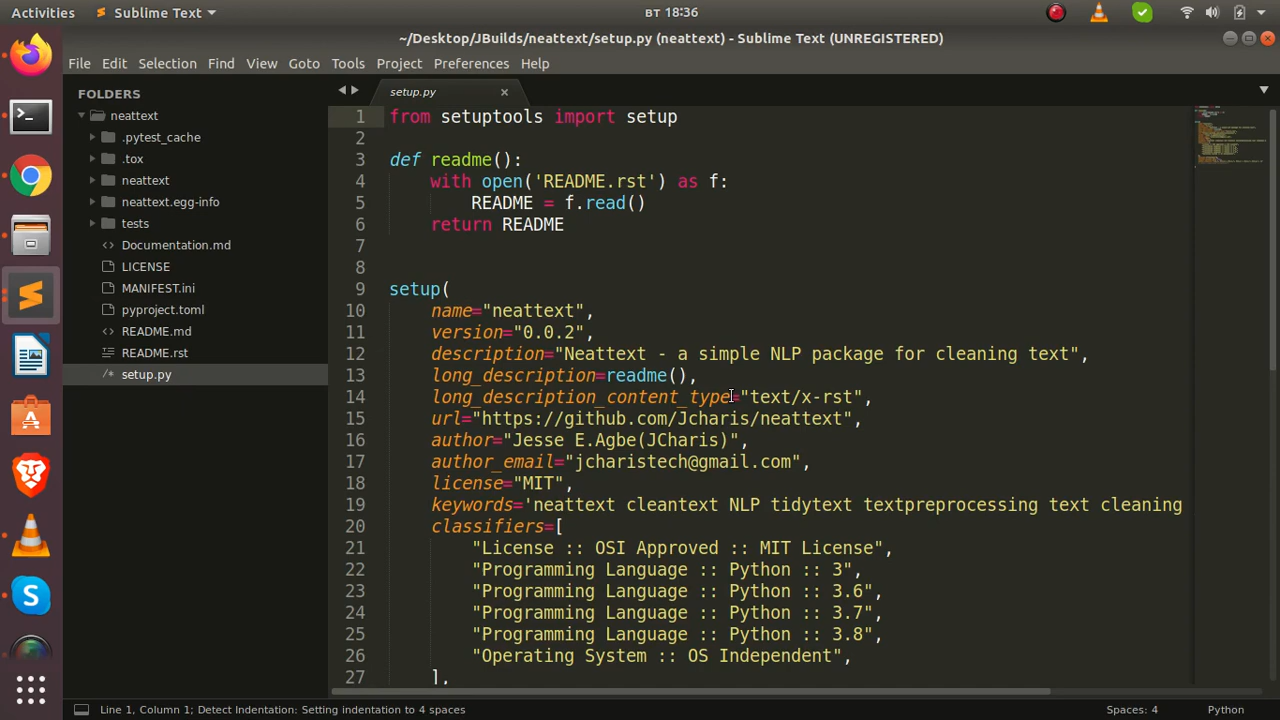 Activities
Sublime Text
вт 18:36
~/Desktop/JBuilds/neattext/setup.py (neattext) - Sublime Text (UNREGISTERED)
File Edit Selection Find View Goto Tools Project Preferences Help
FOLDERS
neattext
.pytest_cache
.tox
neattext
neattext.egg-info
tests
Documentation.md
LICENSE
MANIFEST.ini
pyproject.toml
README.md
README.rst
/* setup.py
setup.py
1 from setuptools import setup
2
3 def readme():
4 with open('README.rst') as f:
5 README = f.read()
6 return README
7
8
9 setup(
10 name="neattext",
11 version="0.0.2",
12 description="Neattext - a simple NLP package for cleaning text",
13 long_description=readme(),
14 long_description_content_type="text/x-rst",
15 url="https://github.com/Jcharis/neattext",
16 author="Jesse E.Agbe(JCharis)",
17 author_email="jcharistech@gmail.com",
18 license="MIT",
19 keywords='neattext cleantext NLP tidytext textpreprocessing text cleaning
20 classifiers=[
21 "License :: OSI Approved :: MIT License",
22 "Programming Language :: Python :: 3",
23 "Programming Language :: Python :: 3.6",
24 "Programming Language :: Python :: 3.7",
25 "Programming Language :: Python :: 3.8",
26 "Operating System :: OS Independent",
27 ],
Line 1, Column 1; Detect Indentation: Setting indentation to 4 spaces
Spaces: 4
Python